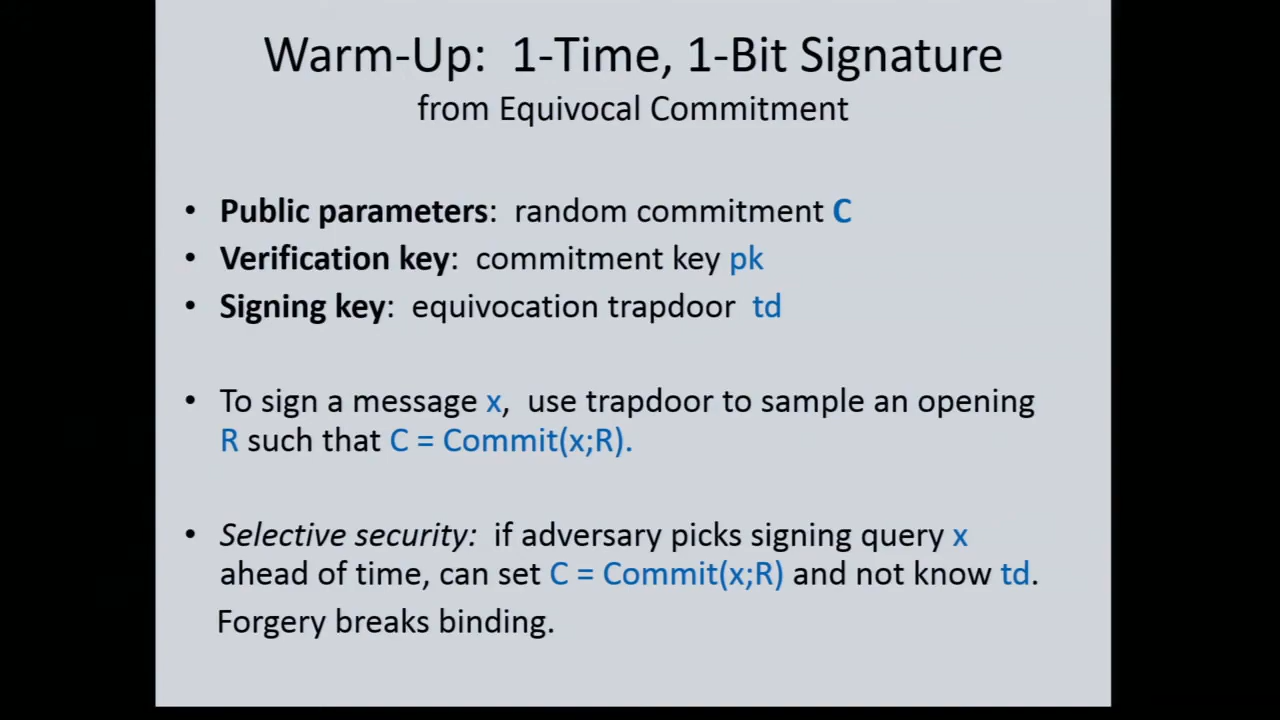 Warm-Up: 1-Time, 1-Bit Signature
from Equivocal Commitment
• Public parameters: random commitment C
• Verification key: commitment key pk
• Signing key: equivocation trapdoor td
• To sign a message x, use trapdoor to sample an opening
R such that C = Commit(x;R).
• Selective security: if adversary picks signing query x
ahead of time, can set C = Commit(x;R) and not know td.
Forgery breaks binding.